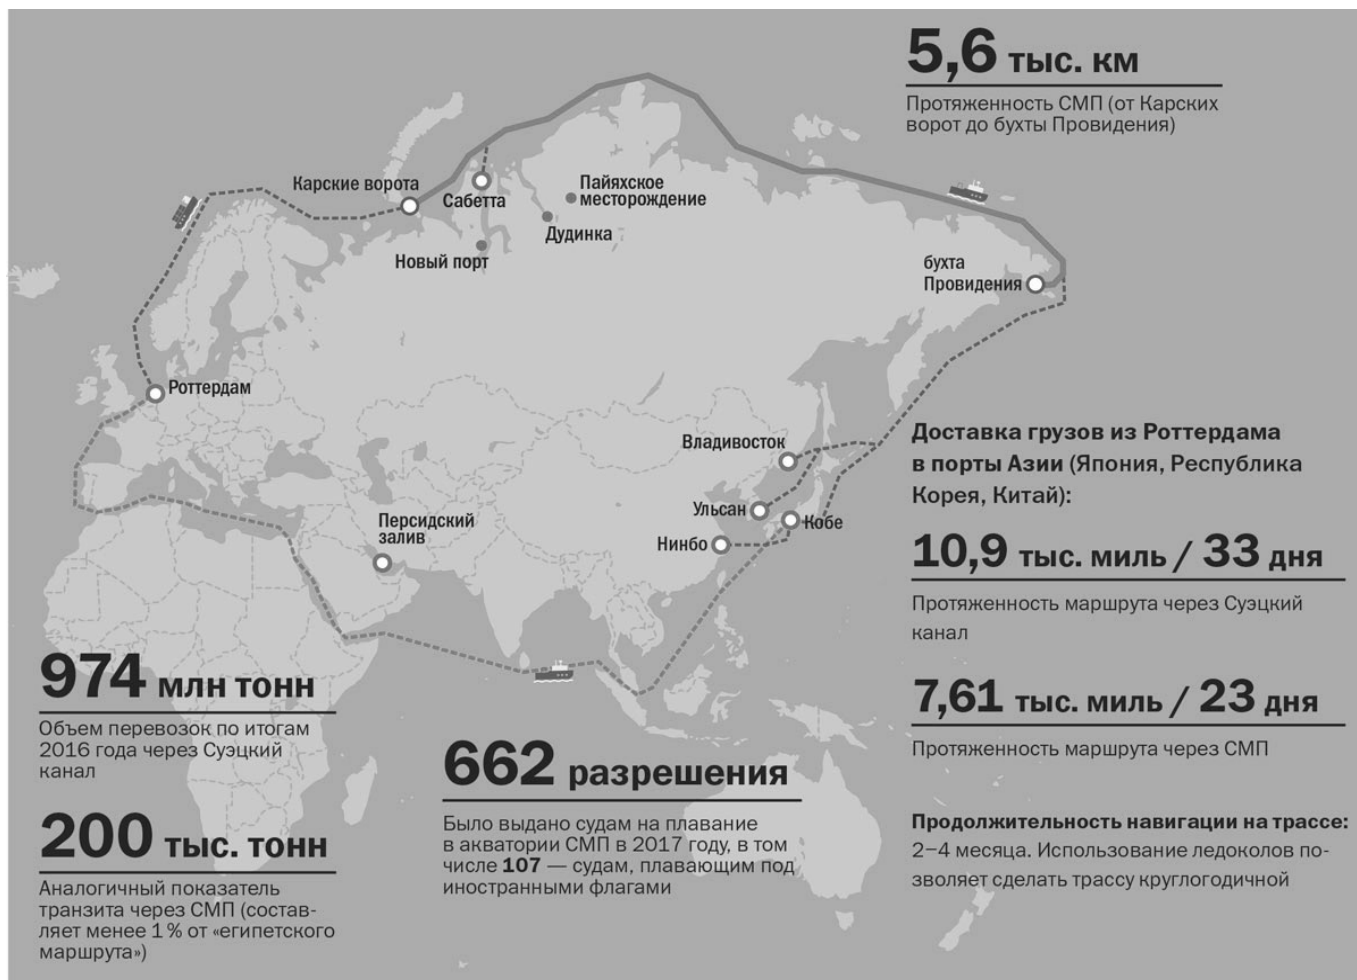 5,6 тыс. км
Протяженность СМП (от Карских
ворот до бухты Провидения)
Карские ворота
Сабетта
Пайяхское
месторождение
Дудинка
Новый порт
бухта
Провидения
Роттердам
Владивосток
Ульсан
Кобе
Нинбо
Персидский
залив
Доставка грузов из Роттердама
в порты Азии (Япония, Республика
Корея, Китай):
10,9 тыс. миль / 33 дня
Протяженность маршрута через Суэцкий
канал
7,61 тыс. миль / 23 дня
Протяженность маршрута через СМП
Продолжительность навигации на трассе:
2–4 месяца. Использование ледоколов по-
зволяет сделать трассу круглогодичной
974 млн тонн
Объем перевозок по итогам
2016 года через Суэцкий
канал
200 тыс. тонн
Аналогичный показатель
транзита через СМП (состав-
ляет менее 1 % от «египетского
маршрута»)
662 разрешения
Было выдано судам на плавание
в акватории СМП в 2017 году, в том
числе 107 — судам, плавающим под
иностранными флагами